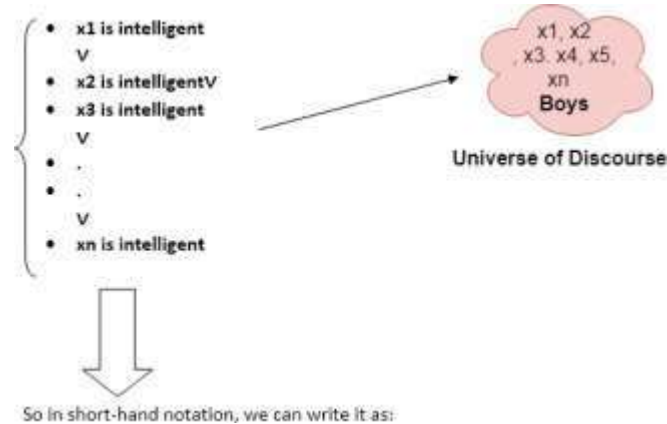 • x1 is intelligent
V
• x2 is intelligentV
• x3 is intelligent
V
• .
• .
V
• xn is intelligent
x1, x2
, x3. x4, x5,
xn
Boys
Universe of Discourse
So in short-hand notation, we can write it as: